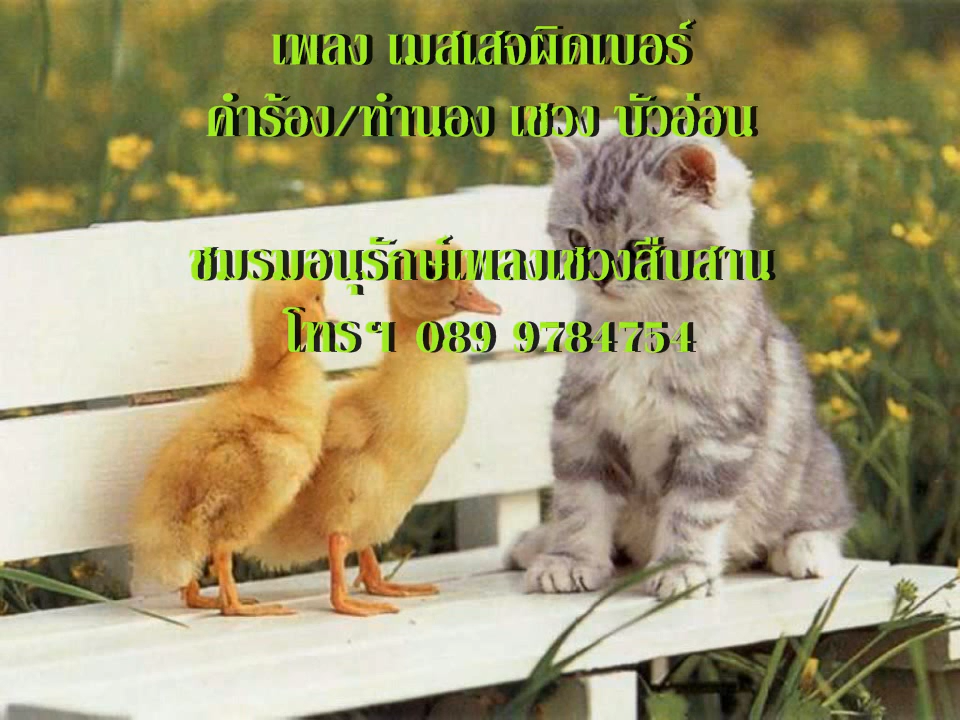 เพลง เมสเสจผิดเบอร์
คำร้อง/ทำนอง เชวง บัวอ่อน
ชมรมอนุรักษ์เพลงเชวงสืบสาน
โทร ฯ 089 9784754